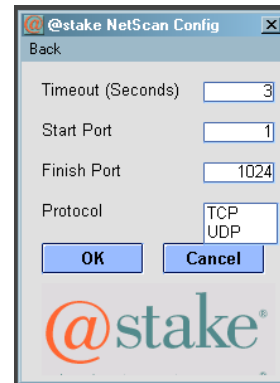 @stake NetScan Config
Back
Timeout (Seconds) 3
Start Port 1
Finish Port 1024
Protocol TCP
UDP
OK Cancel
@stake®